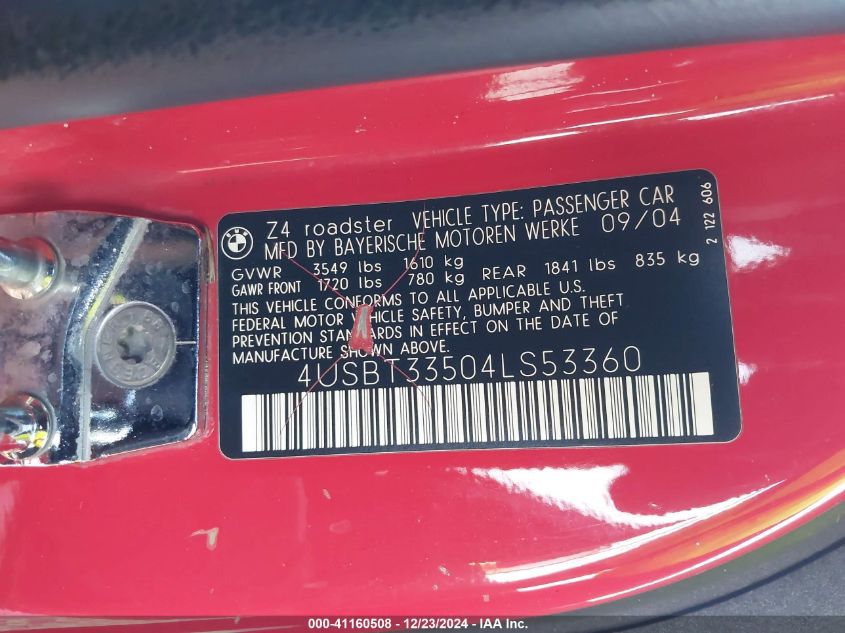 Z4 roadster VEHICLE TYPE: PASSENGER CAR
MFD BY BAYERISCHE MOTOREN WERKE 09/04
GVWR 3549 lbs 1610 kg
GAWR FRONT 1720 lbs 780 kg REAR 1841 lbs 835 kg
THIS VEHICLE CONFORMS TO ALL APPLICABLE U.S.
FEDERAL MOTOR VEHICLE SAFETY, BUMPER AND THEFT
PREVENTION STANDARDS IN EFFECT ON THE DATE OF
MANUFACTURE SHOWN ABOVE.
4USBT33504LS53360
2 122 606
000-41160508 - 12/23/2024 - IAA Inc.